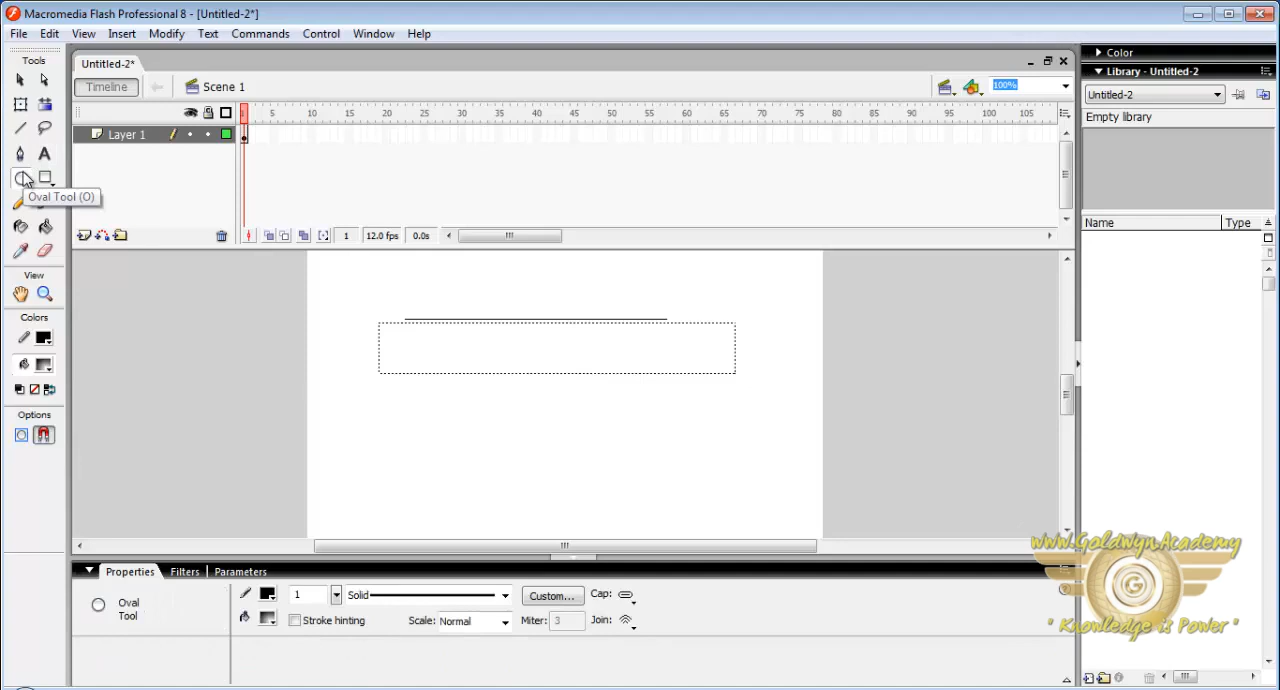 Macromedia Flash Professional 8 - [Untitled-2*]
File Edit View Insert Modify Text Commands Control Window Help
Tools
Untitled-2*
Timeline
Scene 1
100%
Color
Library - Untitled-2
Untitled-2
Empty library
1 5 10 15 20 25 30 35 40 45 50 55 60 65 70 75 80 85 90 95 100 105
Layer 1
Oval Tool (O)
1 12.0 fps 0.0s
Name Type
View
Colors
Options
Properties Filters Parameters
Oval
Tool
1 Solid Custom... Cap:
Stroke hinting Scale: Normal Miter: 3 Join:
www.GoldwynAcademy
G
" Knowledge is Power "